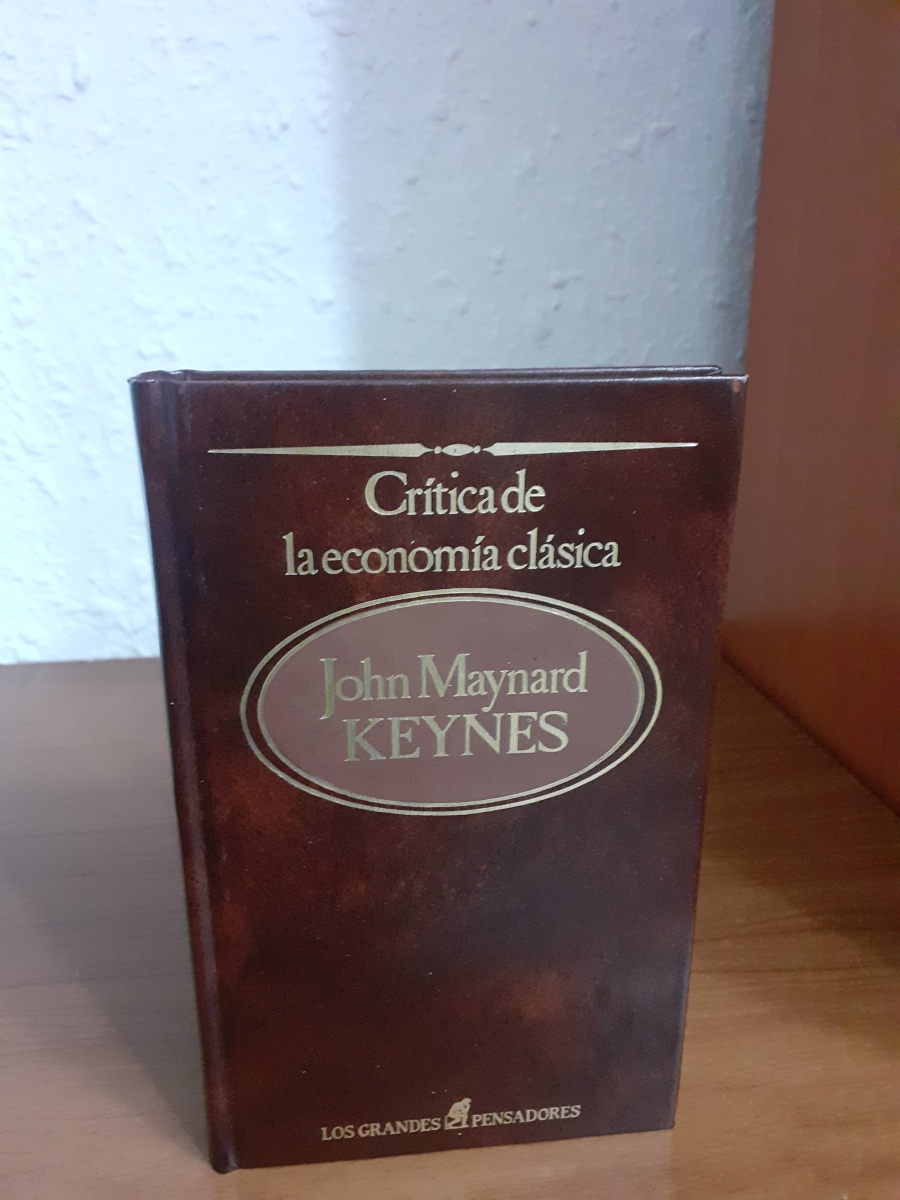 Crítica de
la economía clásica
John Maynard
KEYNES
LOS GRANDES PENSADORES